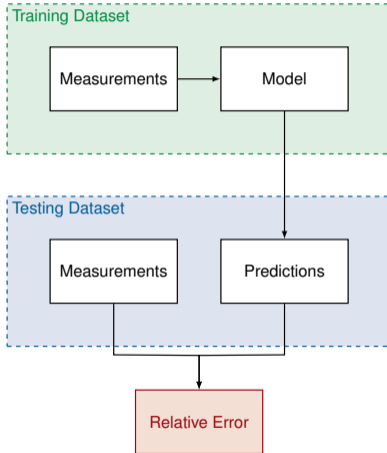 Training Dataset
Measurements
Model
Testing Dataset
Measurements
Predictions
Relative Error